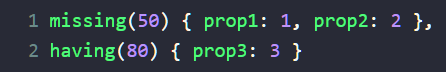 1 missing(50) { prop1: 1, prop2: 2 },
2 having(80) { prop3: 3 }